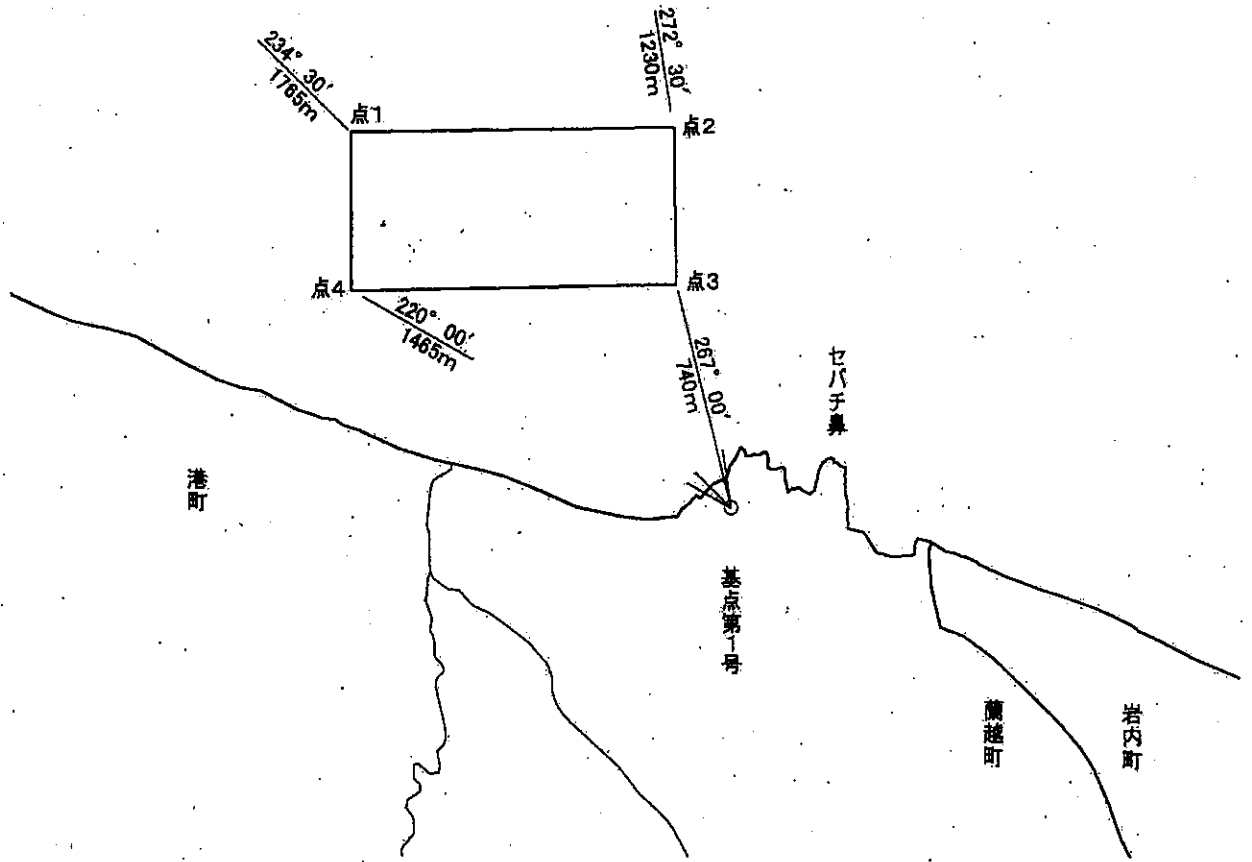 234° 30′
1765m
272° 30′
1230m
点1
点2
点4
点3
220° 00′
1465m
267° 00′
740m
セバチ鼻
港町
基点第1号
蘭越町
岩内町